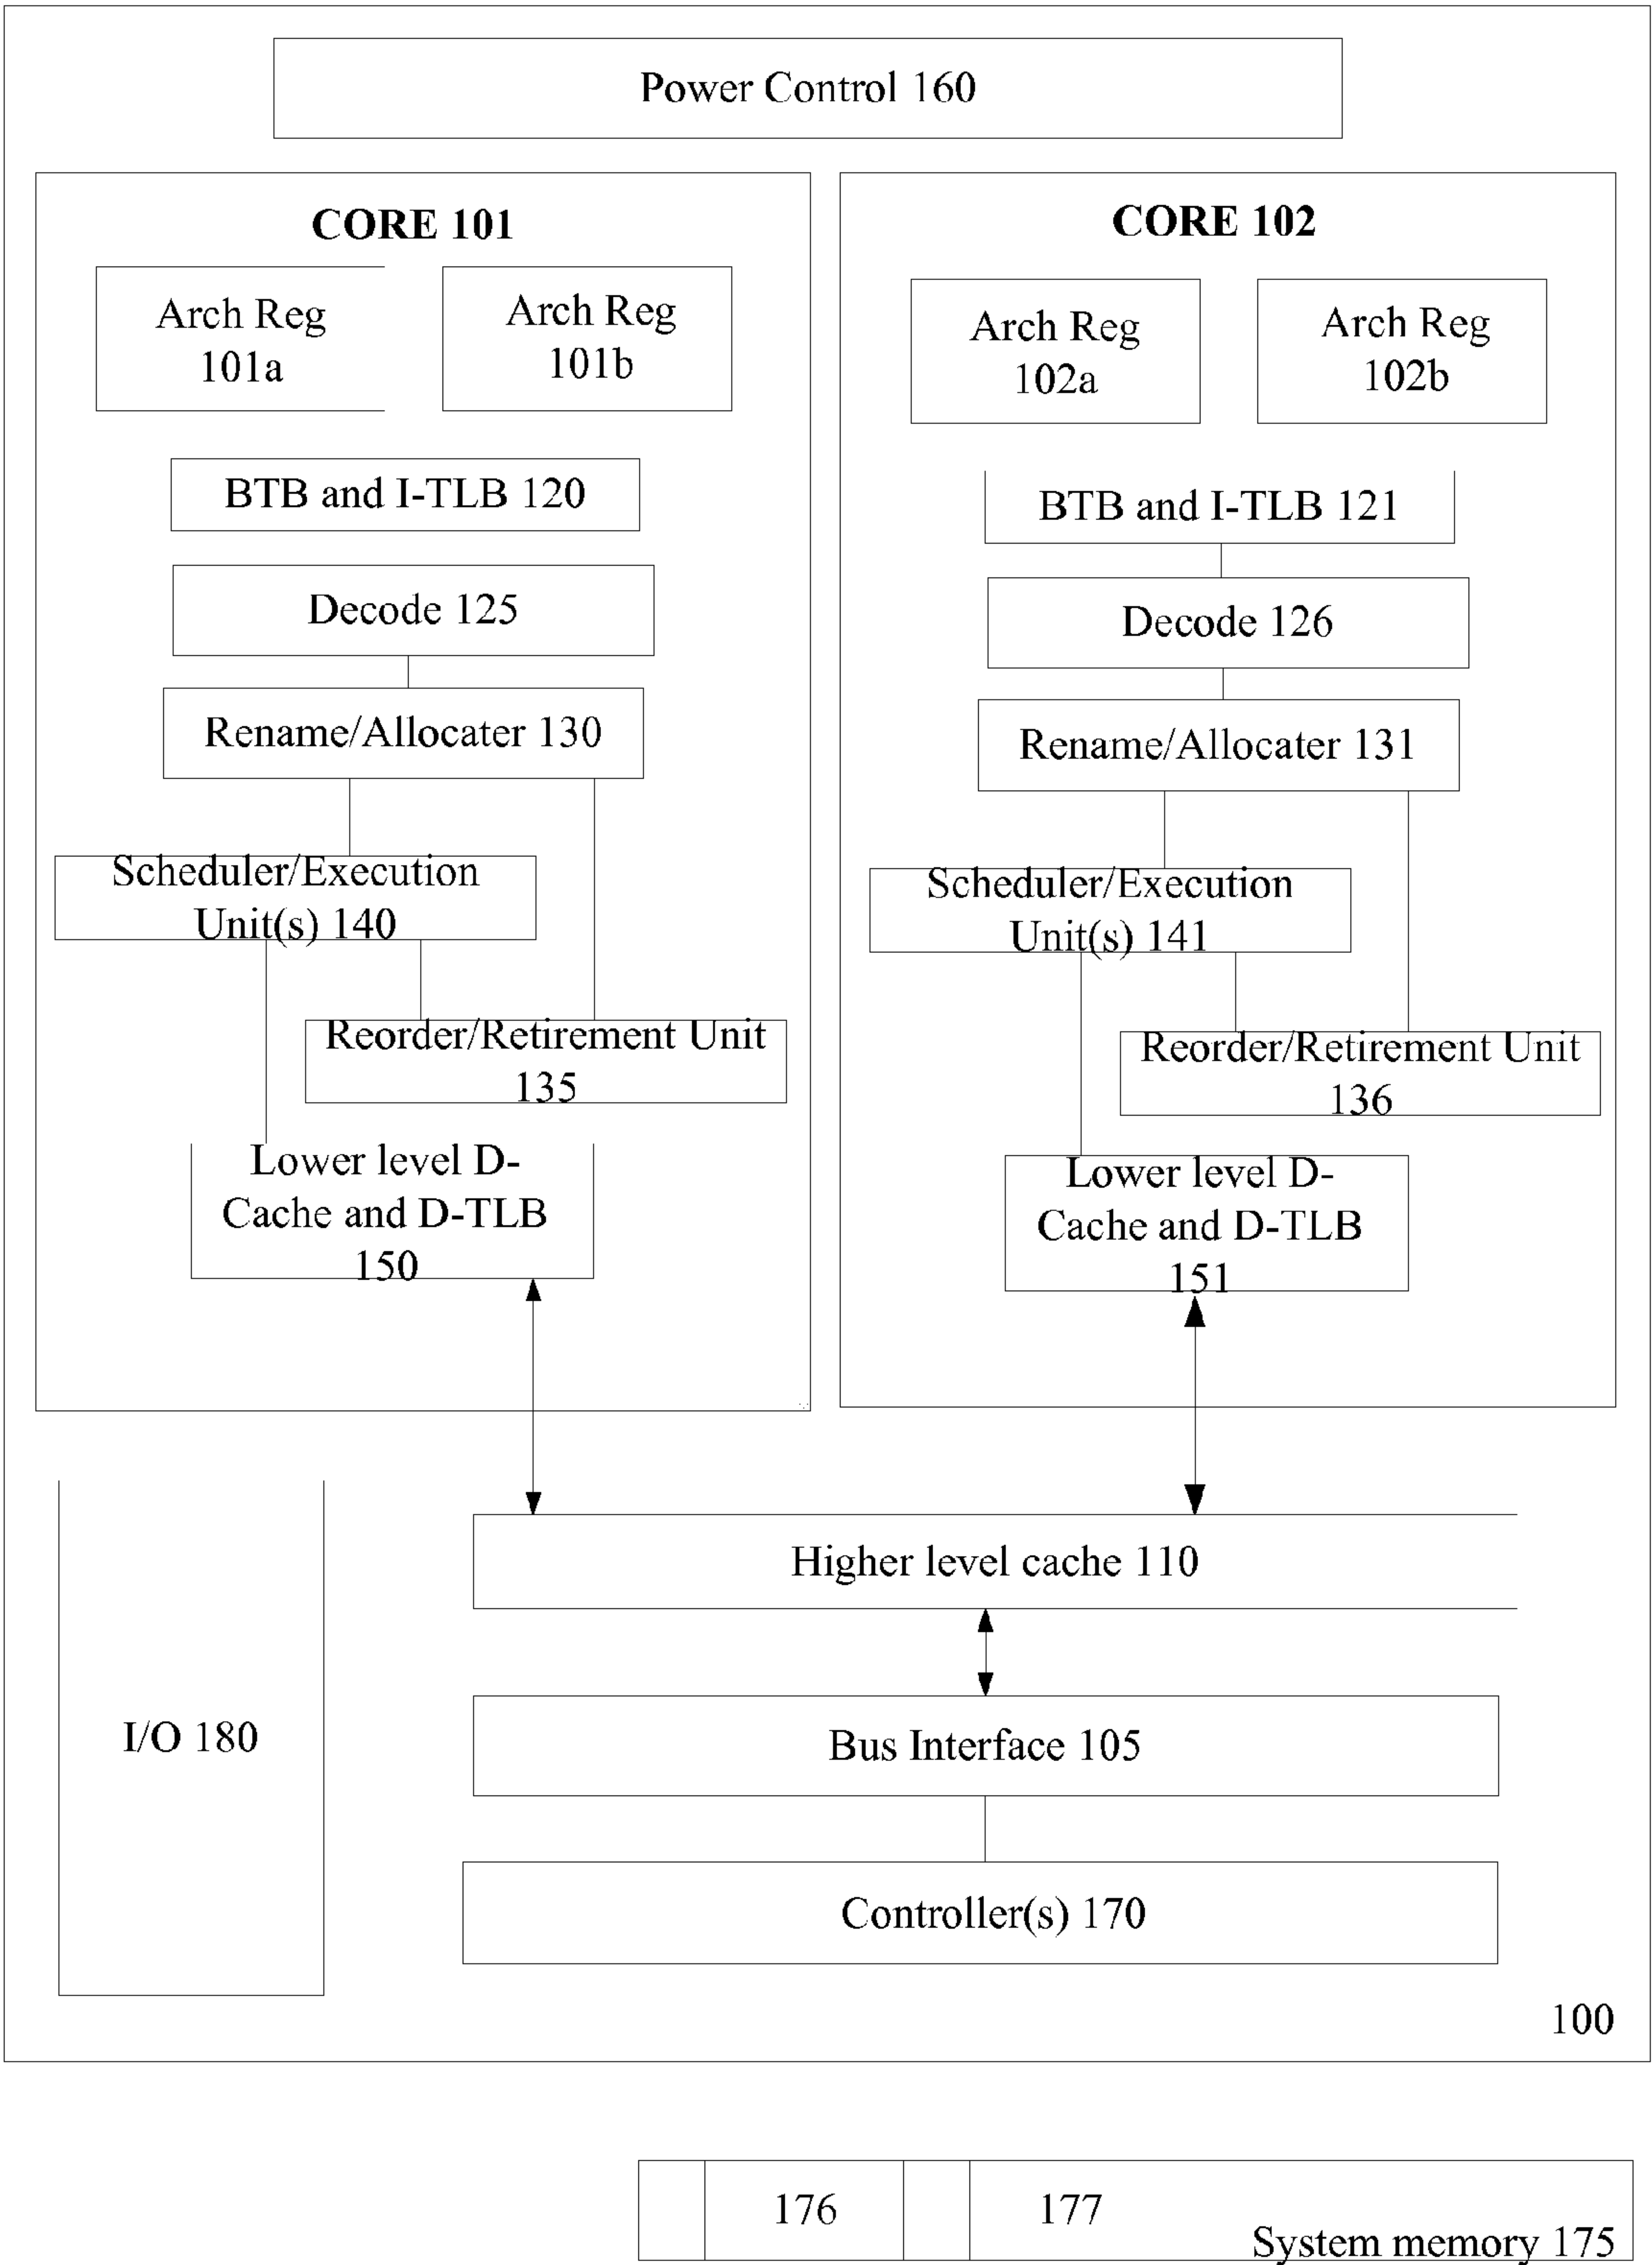 Power Control 160
CORE 101
Arch Reg
101a
Arch Reg
101b
BTB and I-TLB 120
Decode 125
Rename/Allocater 130
Scheduler/Execution
Unit(s) 140
Reorder/Retirement Unit
135
Lower level D-
Cache and D-TLB
150
CORE 102
Arch Reg
102a
Arch Reg
102b
BTB and I-TLB 121
Decode 126
Rename/Allocater 131
Scheduler/Execution
Unit(s) 141
Reorder/Retirement Unit
136
Lower level D-
Cache and D-TLB
151
Higher level cache 110
I/O 180
Bus Interface 105
Controller(s) 170
100
176
177
System memory 175